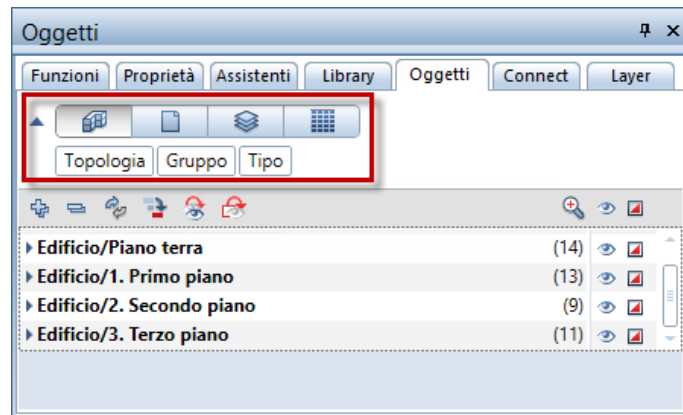 Oggetti
Funzioni Proprietà Assistenti Library Oggetti Connect Layer
Topologia Gruppo Tipo
Edificio/Piano terra (14)
Edificio/1. Primo piano (13)
Edificio/2. Secondo piano (9)
Edificio/3. Terzo piano (11)